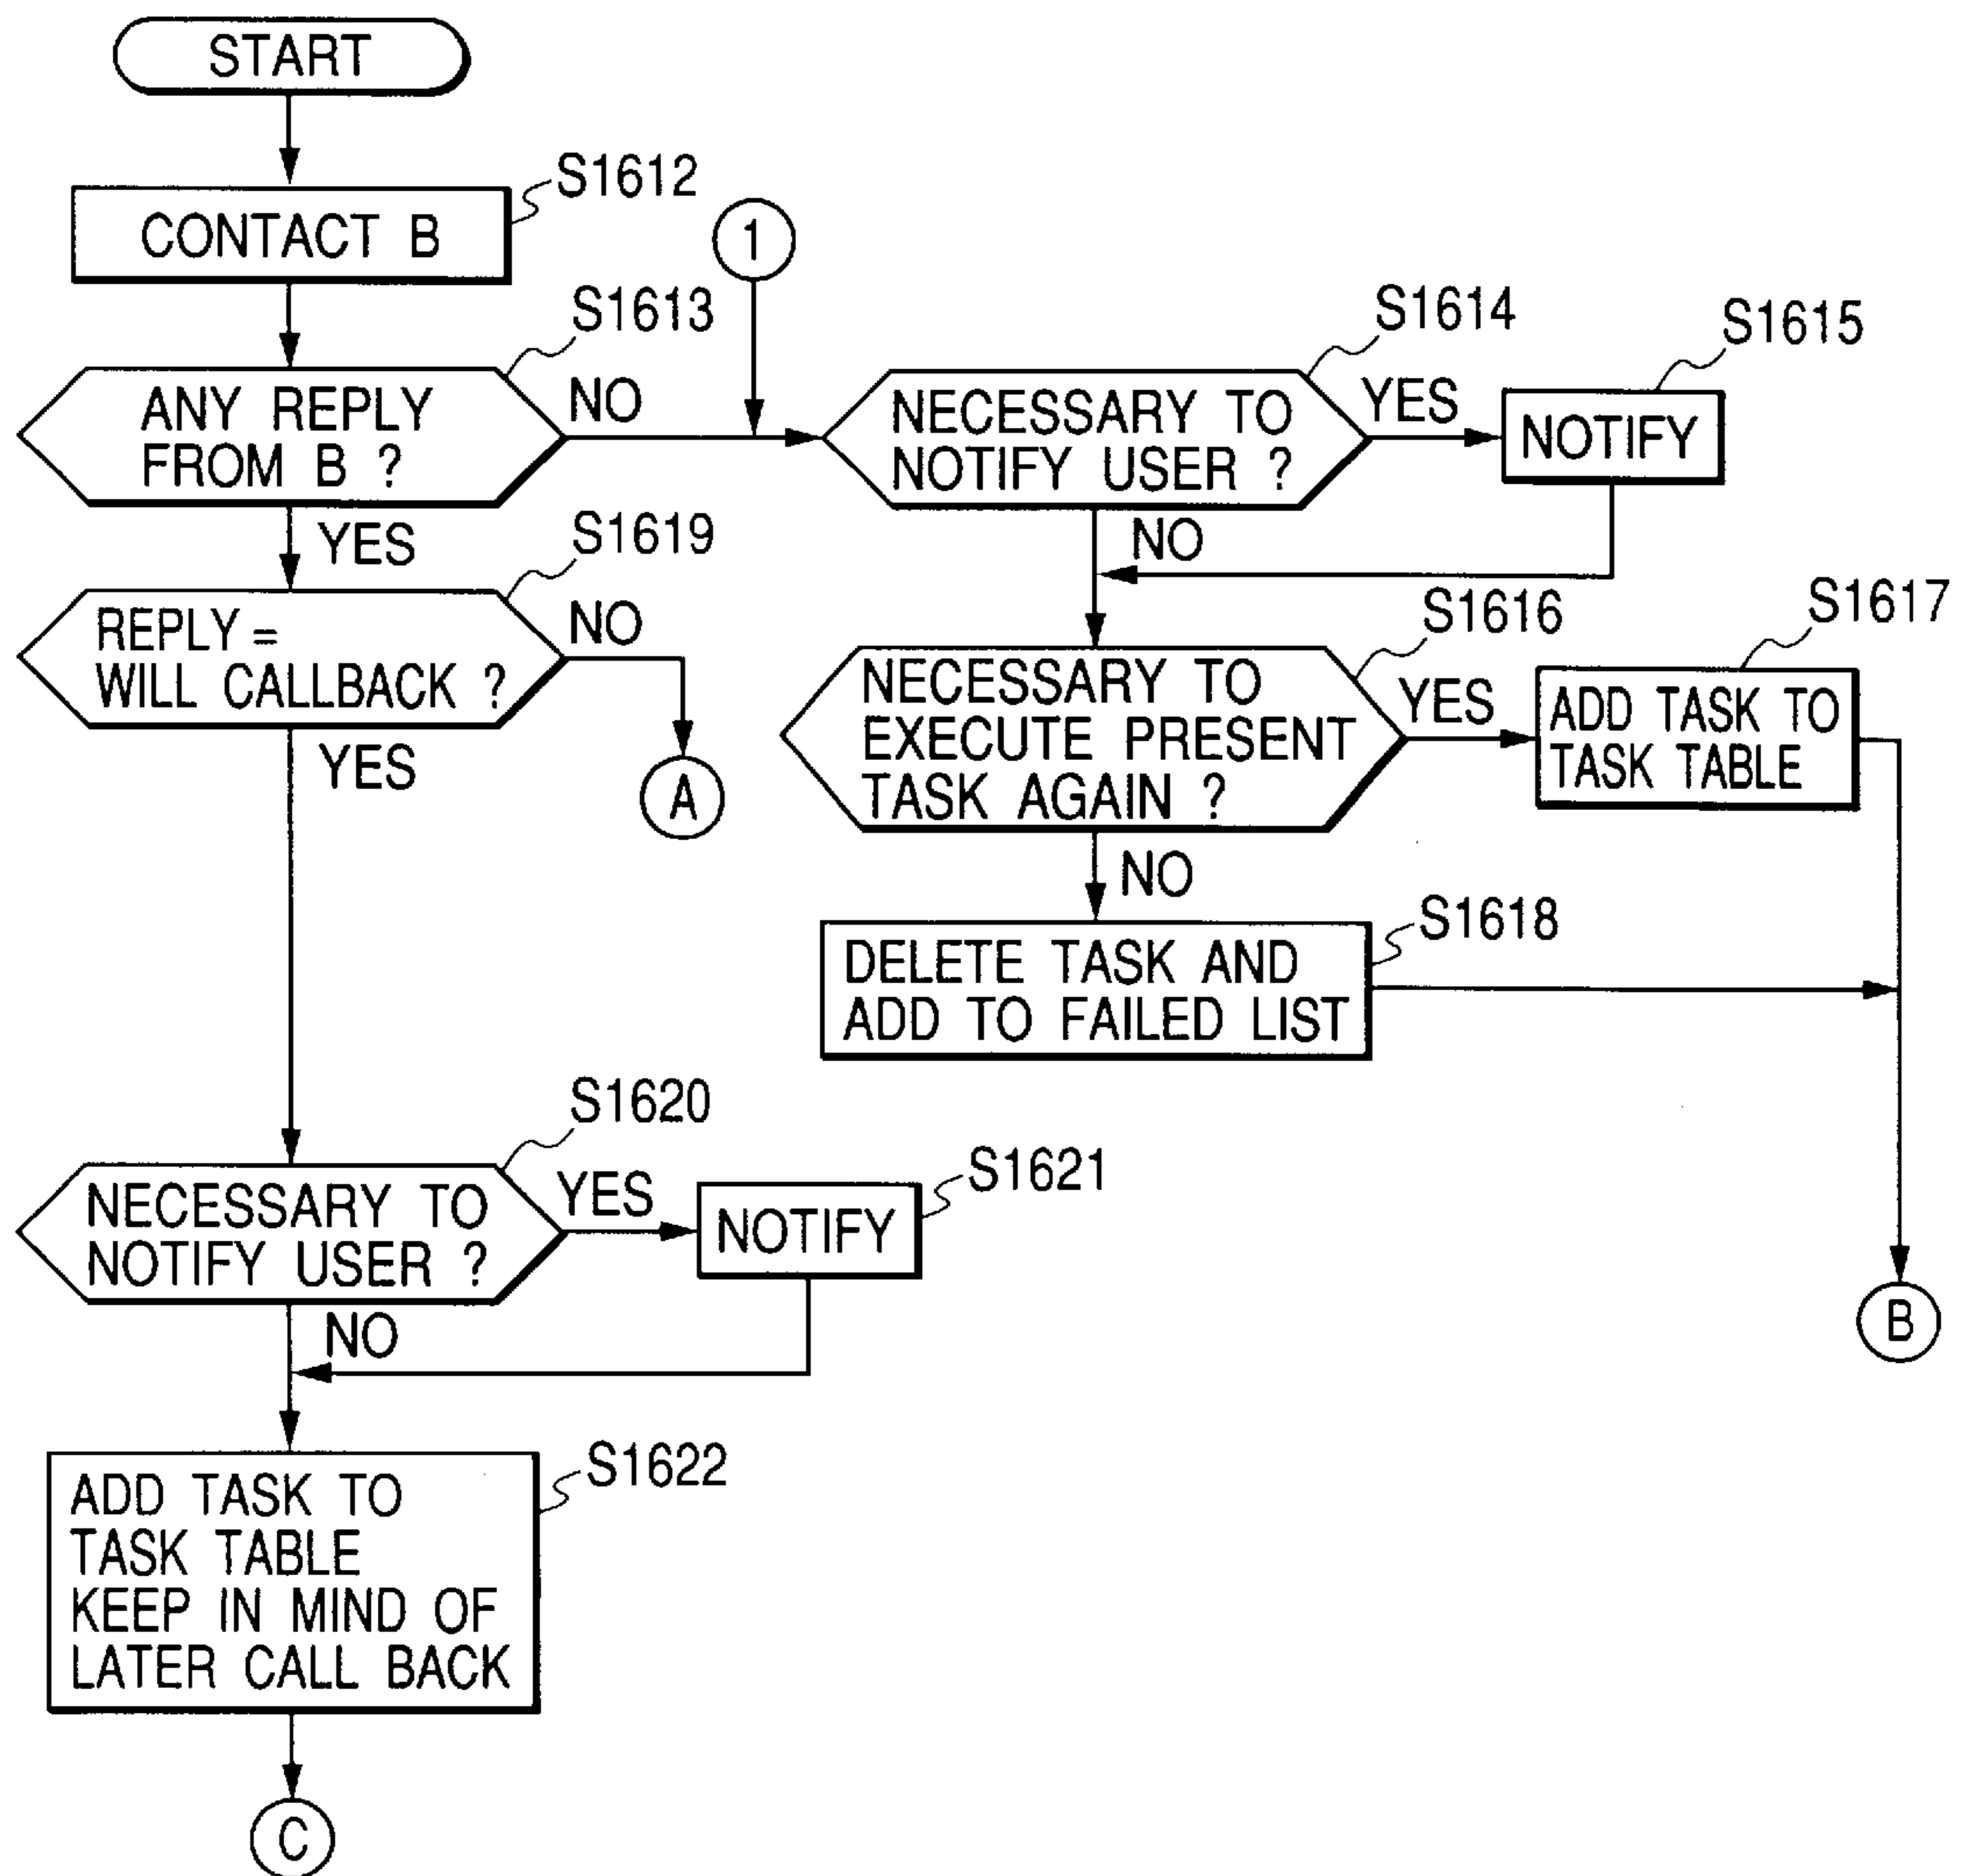 START
CONTACT B
S1612
1
ANY REPLY
FROM B ?
S1613
NO
YES
NECESSARY TO
NOTIFY USER ?
S1614
YES
NO
NOTIFY
S1615
REPLY =
WILL CALLBACK ?
S1619
NO
YES
A
NECESSARY TO
EXECUTE PRESENT
TASK AGAIN ?
S1616
YES
NO
ADD TASK TO
TASK TABLE
S1617
DELETE TASK AND
ADD TO FAILED LIST
S1618
B
NECESSARY TO
NOTIFY USER ?
S1620
YES
NO
NOTIFY
S1621
ADD TASK TO
TASK TABLE
KEEP IN MIND OF
LATER CALL BACK
S1622
C